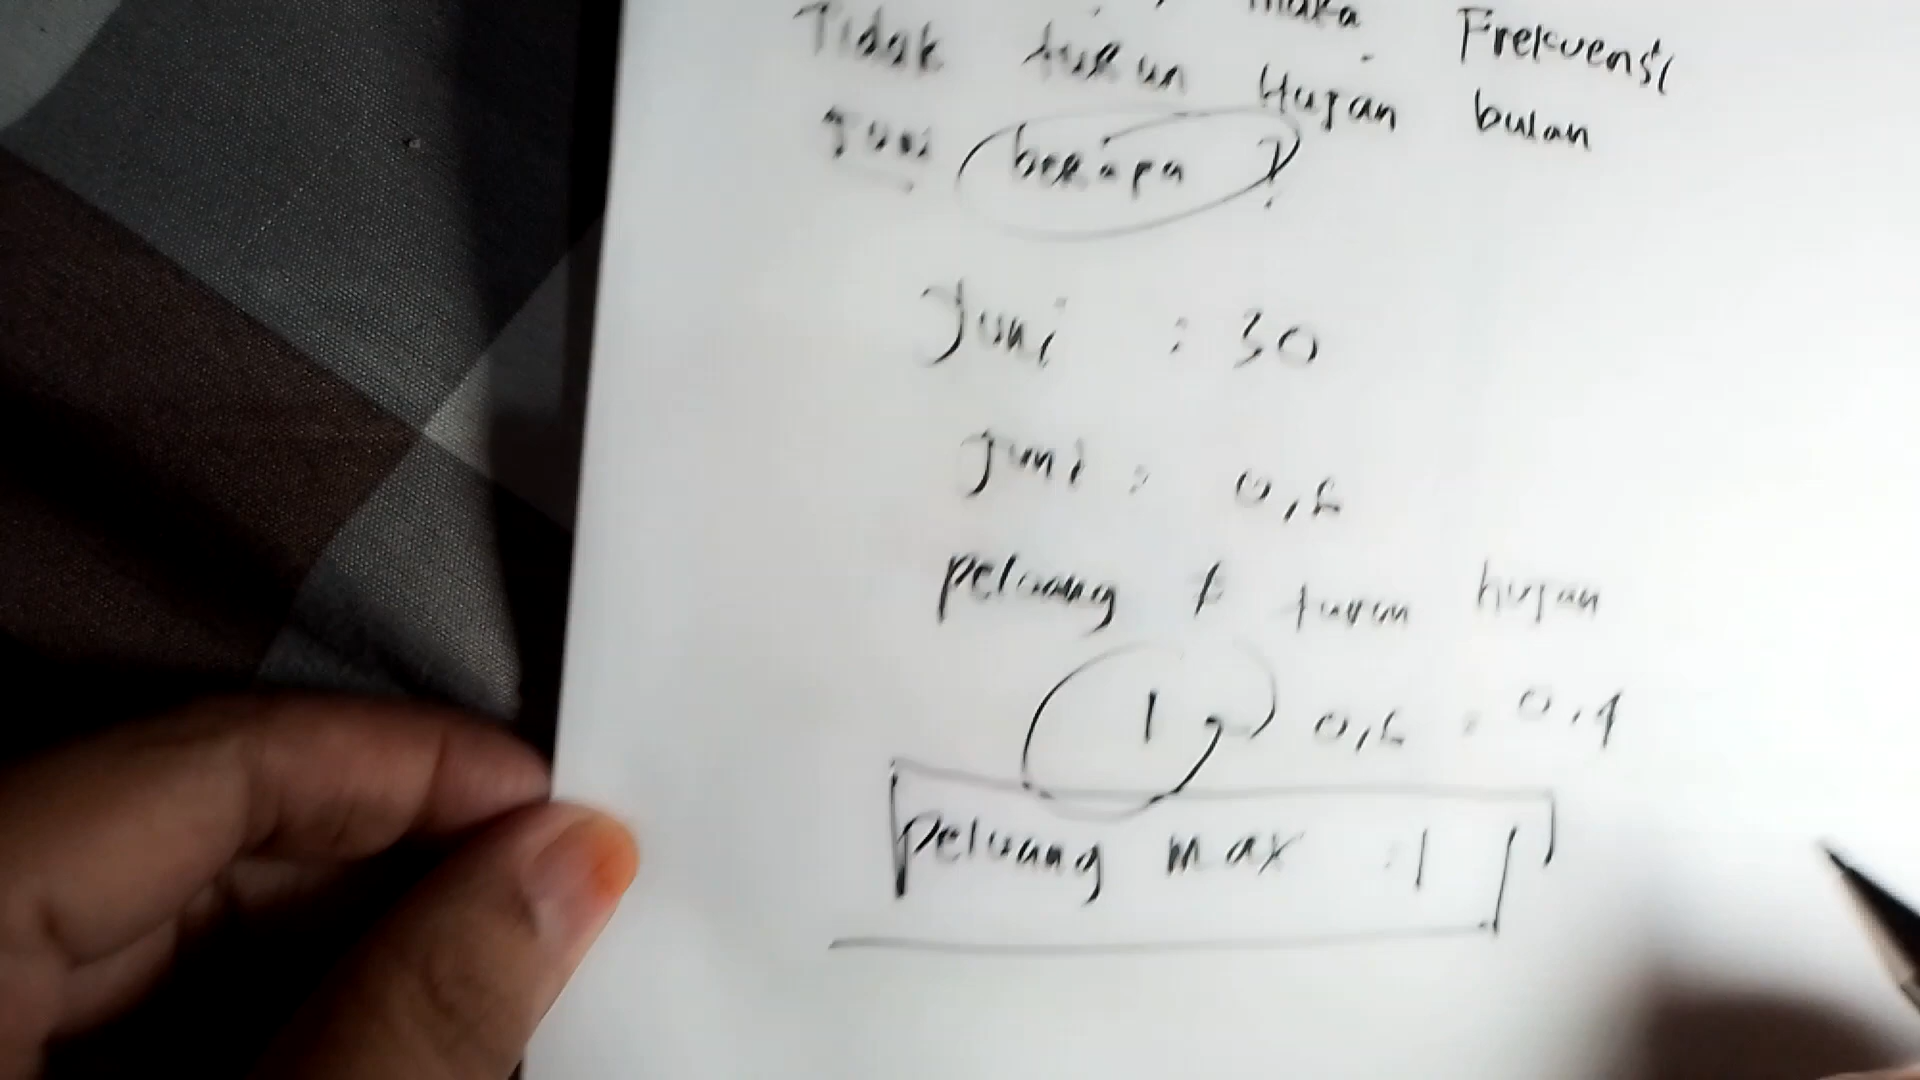 maka Frekuensi
Tidak turun Hujan bulan
Juni berapa ?
Juni : 30
Juni : 0,6
peluang t turun hujan
1 - 0,6 = 0,4
peluang max : 1